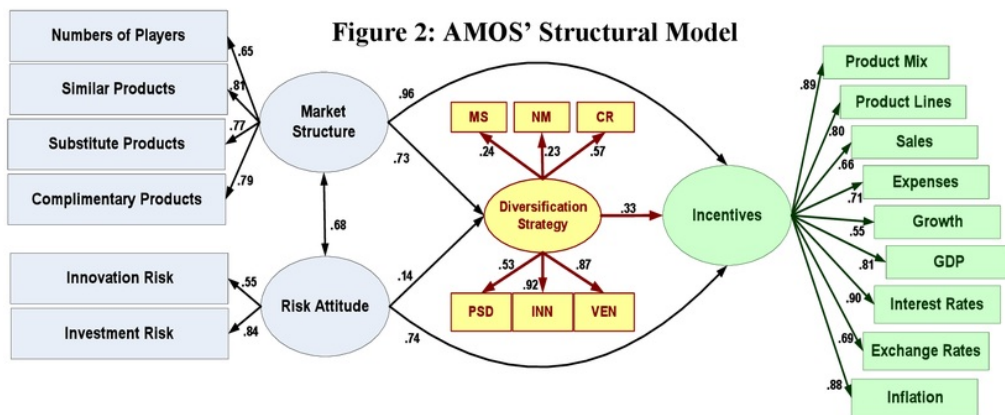 Figure 2: AMOS' Structural Model
Numbers of Players
Similar Products
Substitute Products
Complimentary Products
.65
.81
.77
.79
Market
Structure
.68
Innovation Risk
Investment Risk
.55
.84
Risk Attitude
.96
.73
.14
.74
MS
NM
CR
.24
.23
.57
Diversification
Strategy
.33
.53
.92
.87
PSD
INN
VEN
Incentives
.89
.80
.66
.71
.55
.81
.90
.69
.88
Product Mix
Product Lines
Sales
Expenses
Growth
GDP
Interest Rates
Exchange Rates
Inflation